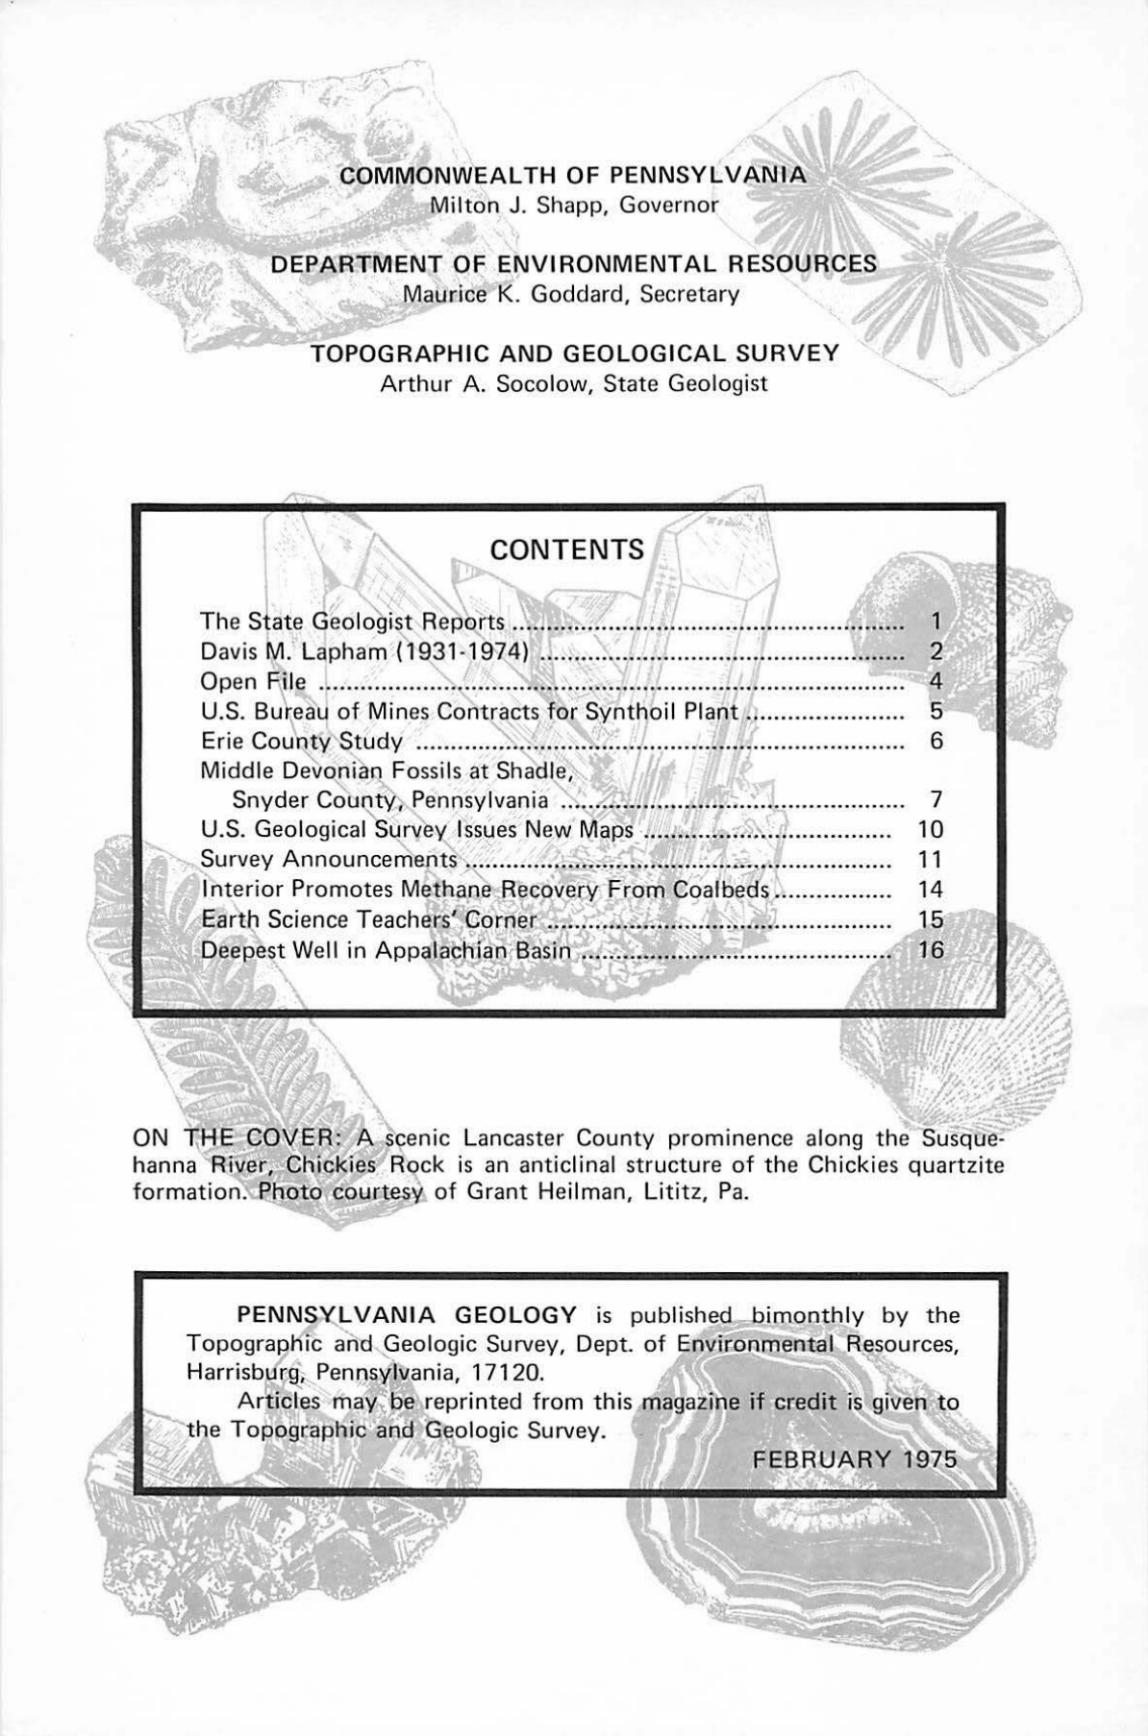 COMMONWEALTH OF PENNSYLVANIA
Milton J. Shapp, Governor
DEPARTMENT OF ENVIRONMENTAL RESOURCES
Maurice K. Goddard, Secretary
TOPOGRAPHIC AND GEOLOGICAL SURVEY
Arthur A. Socolow, State Geologist
CONTENTS
The State Geologist Reports ........................................................ 1
Davis M. Lapham (1931-1974) ..................................................... 2
Open File ..................................................................................... 4
U.S. Bureau of Mines Contracts for Synthoil Plant ....................... 5
Erie County Study ....................................................................... 6
Middle Devonian Fossils at Shadle,
Snyder County, Pennsylvania .................................................. 7
U.S. Geological Survey Issues New Maps .................................... 10
Survey Announcements .............................................................. 11
Interior Promotes Methane Recovery From Coalbeds ................. 14
Earth Science Teachers' Corner .................................................. 15
Deepest Well in Appalachian Basin ............................................. 16
ON THE COVER: A scenic Lancaster County prominence along the Susque-
hanna River, Chickies Rock is an anticlinal structure of the Chickies quartzite
formation. Photo courtesy of Grant Heilman, Lititz, Pa.
PENNSYLVANIA GEOLOGY is published bimonthly by the
Topographic and Geologic Survey, Dept. of Environmental Resources,
Harrisburg, Pennsylvania, 17120.
Articles may be reprinted from this magazine if credit is given to
the Topographic and Geologic Survey.
FEBRUARY 1975